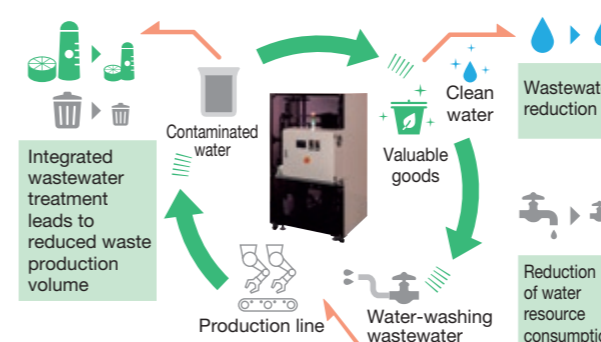 Contaminated
water
Clean
water
Valuable
goods
Integrated
wastewater
treatment
leads to
reduced waste
production
volume
Production line
Water-washing
wastewater
reduction
Reduction
of water
resource